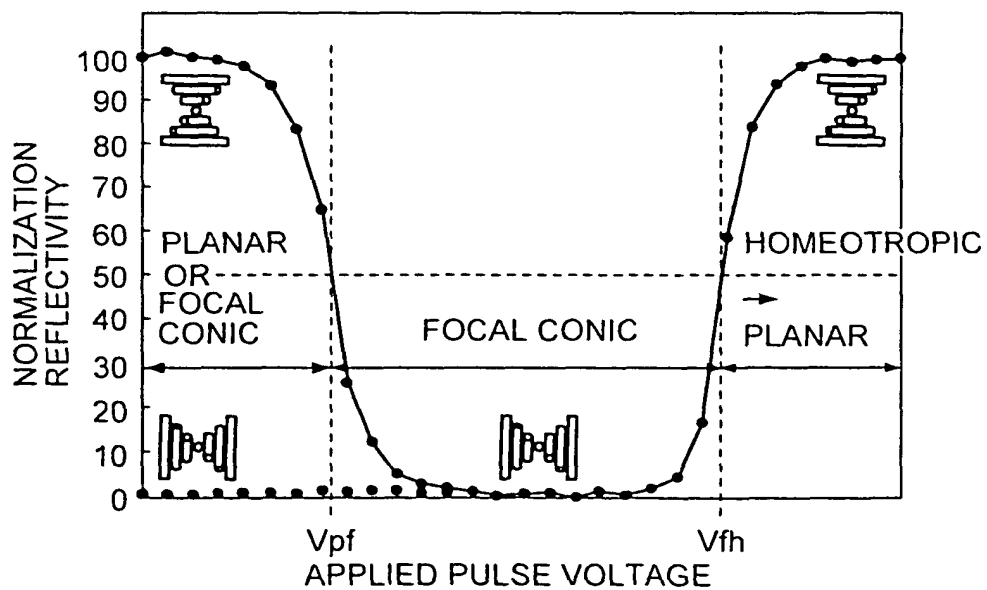 NORMALIZATION
REFLECTIVITY
100
90
80
70
60
50
40
30
20
10
0
PLANAR
OR
FOCAL
CONIC
FOCAL CONIC
HOMEOTROPIC
→
PLANAR
Vpf
Vfh
APPLIED PULSE VOLTAGE